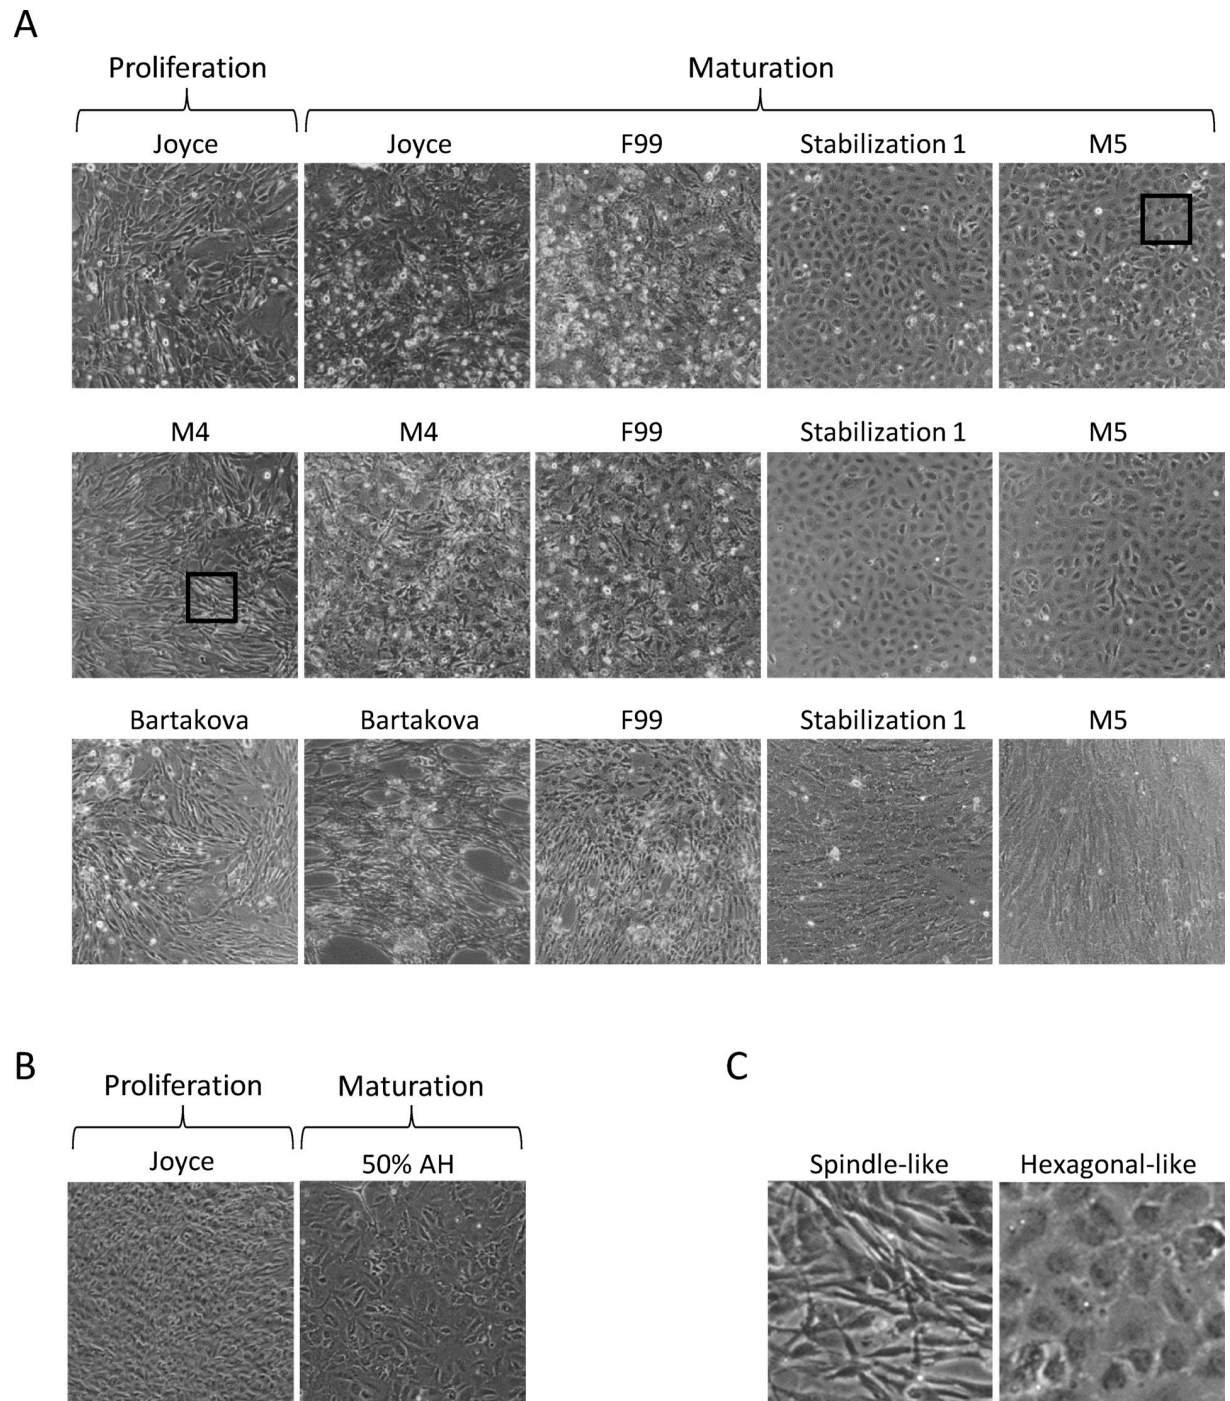 A
Proliferation Maturation
Joyce Joyce F99 Stabilization 1 M5
M4 M4 F99 Stabilization 1 M5
Bartakova Bartakova F99 Stabilization 1 M5
B C
Proliferation Maturation
Joyce 50% AH Spindle-like Hexagonal-like